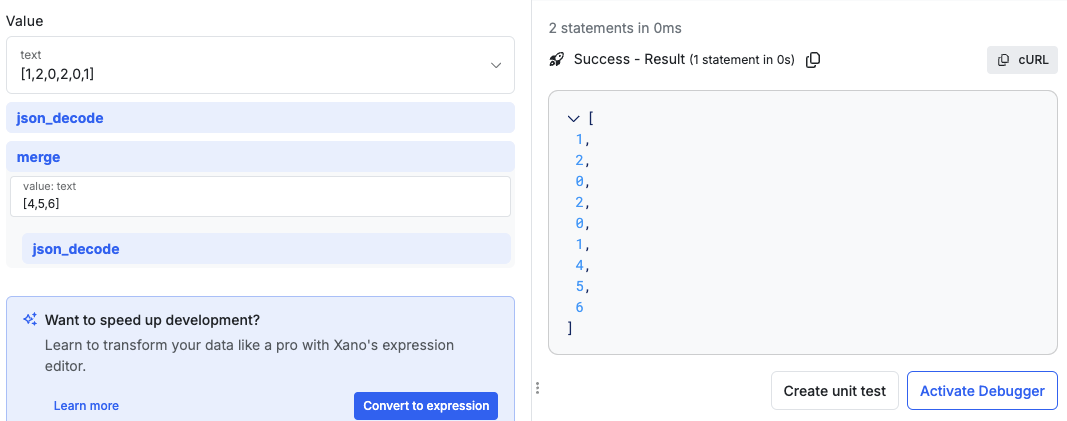 Value
text
[1,2,0,2,0,1]
json_decode
merge
value: text
[4,5,6]
json_decode
Want to speed up development?
Learn to transform your data like a pro with Xano's expression
editor.
Learn more
Convert to expression
2 statements in 0ms
Success - Result (1 statement in 0s)
cURL
[
1,
2,
0,
2,
0,
1,
4,
5,
6
]
Create unit test
Activate Debugger